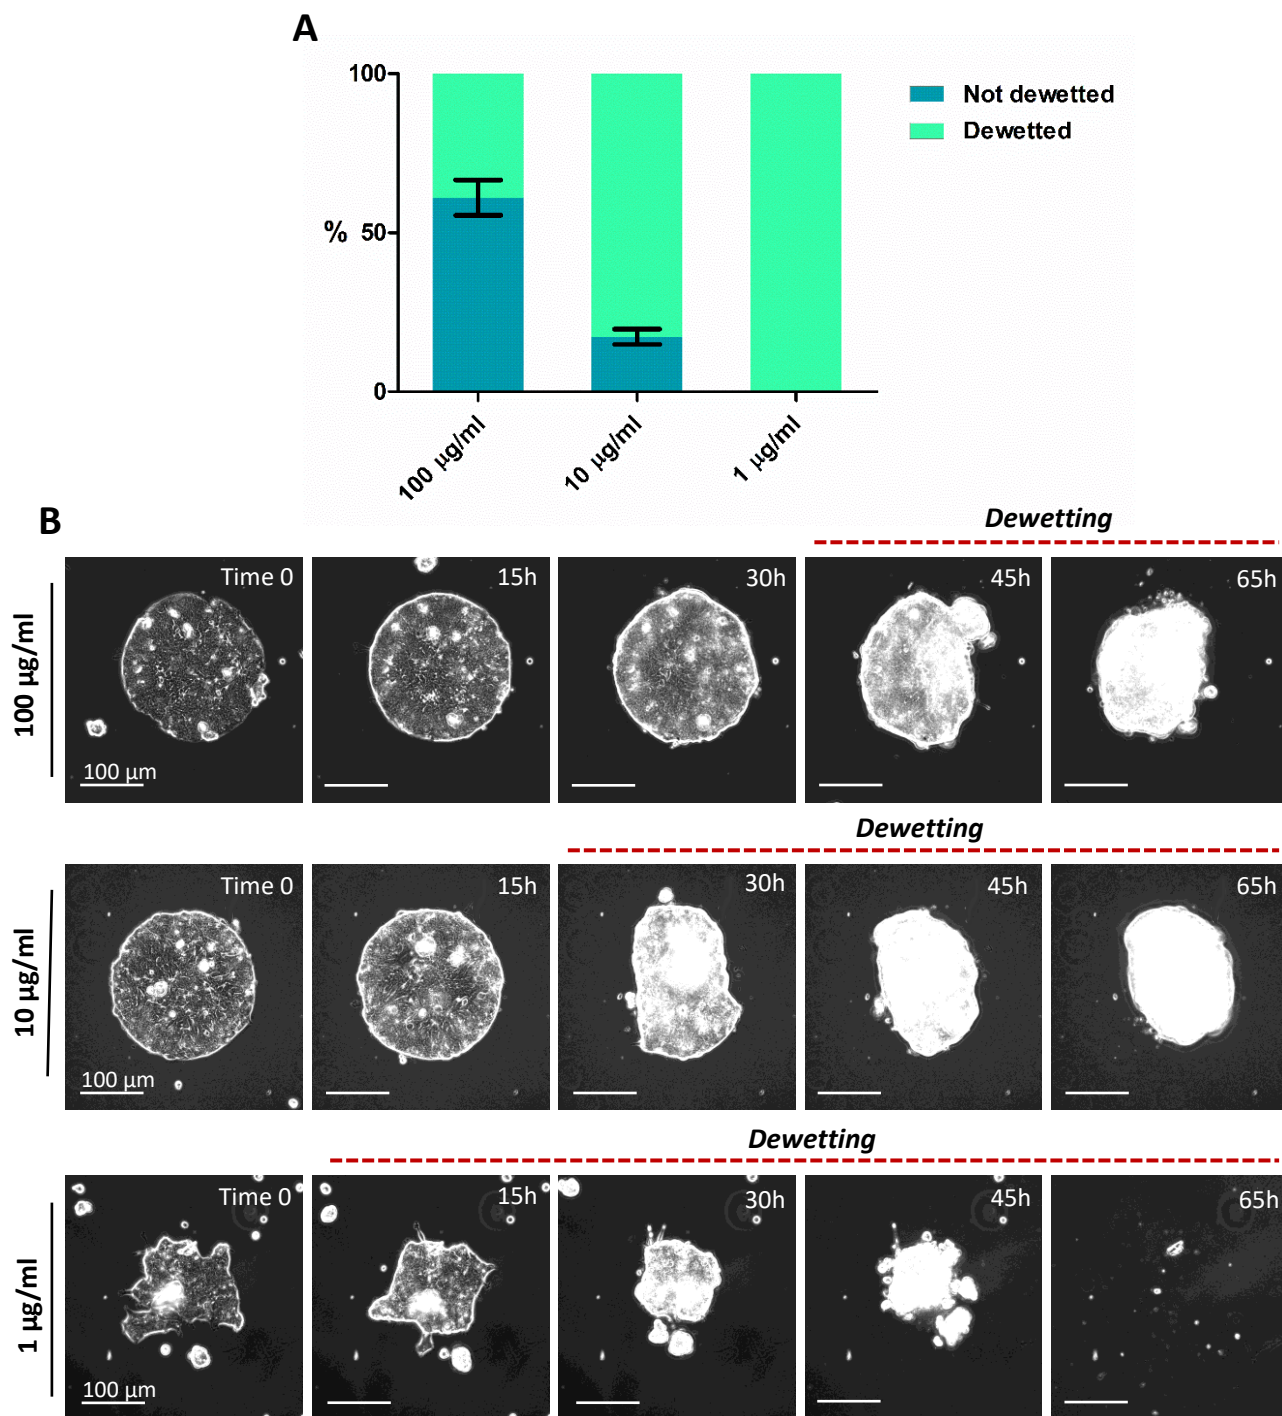 A
100
50
0
%
Not dewetted
Dewetted
100 µg/ml
10 µg/ml
1 µg/ml
B
Dewetting
100 µg/ml
Time 0
15h
30h
45h
65h
100 µm
Dewetting
10 µg/ml
Time 0
15h
30h
45h
65h
100 µm
Dewetting
1 µg/ml
Time 0
15h
30h
45h
65h
100 µm